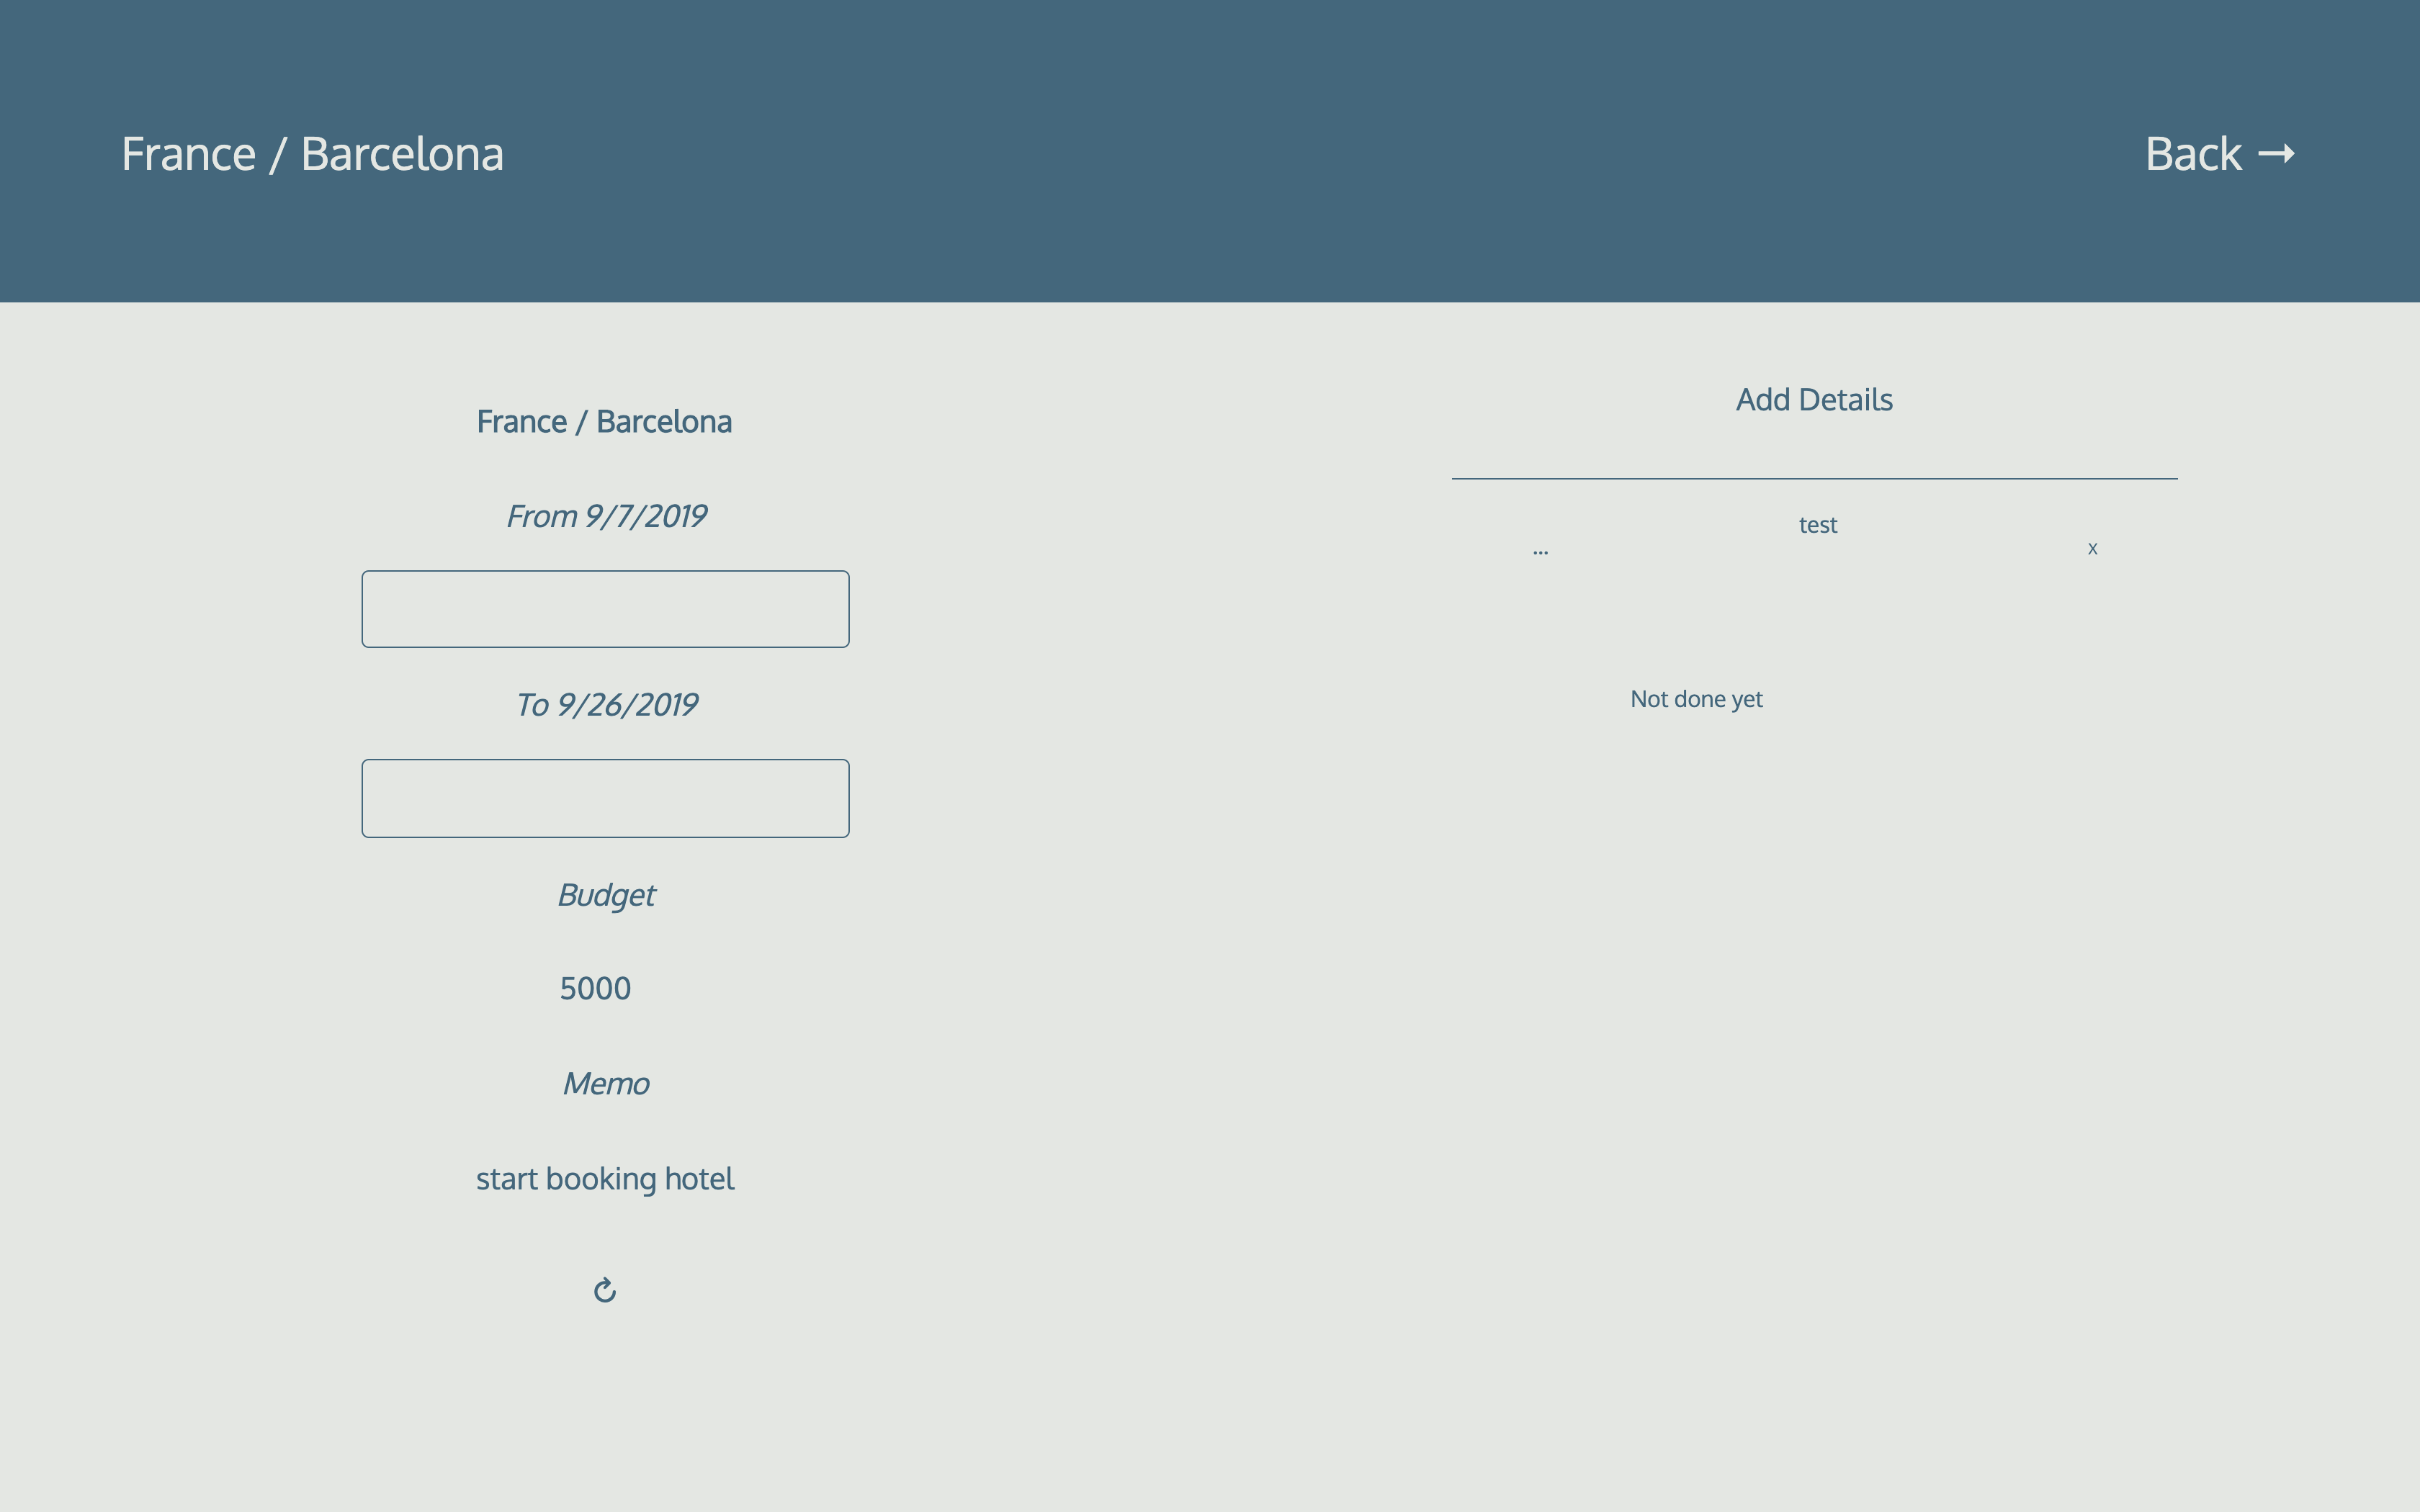 France / Barcelona
Back →
France / Barcelona
From 9/7/2019
To 9/26/2019
Budget
5000
Memo
start booking hotel
↻
Add Details
test
... x
Not done yet